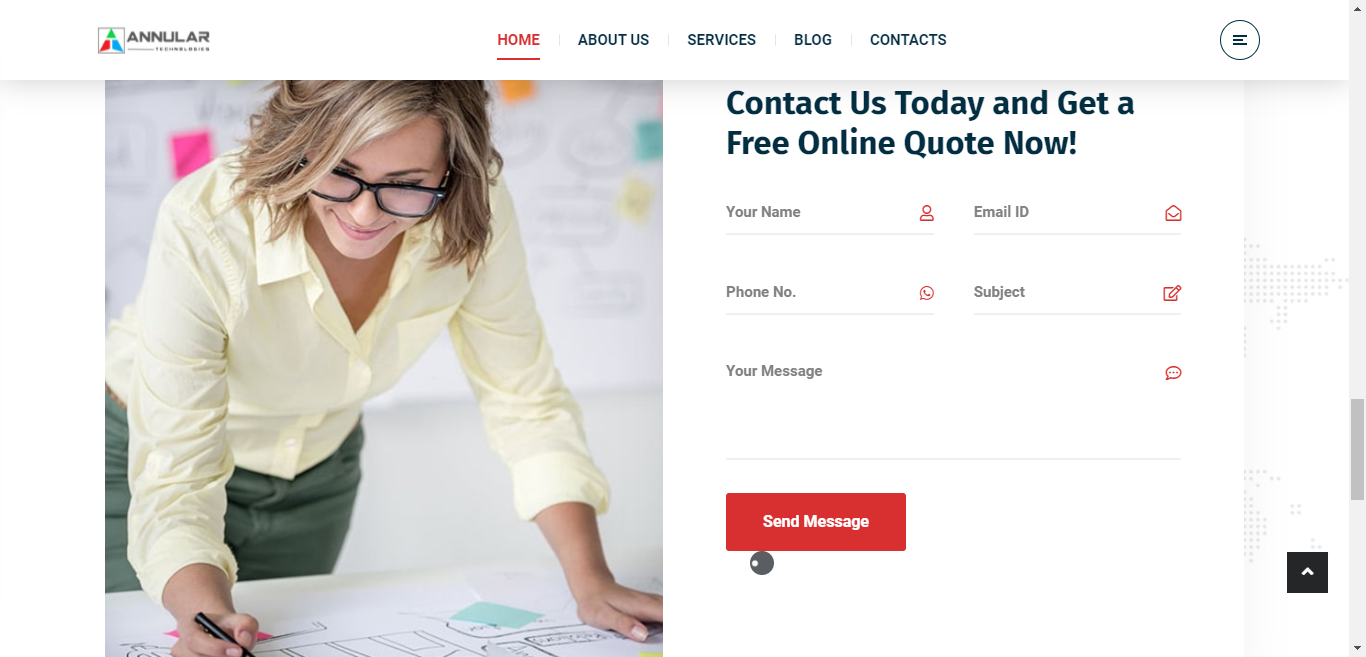 ANNULAR
TECHNOLOGIES
HOME
ABOUT US
SERVICES
BLOG
CONTACTS
Contact Us Today and Get a
Free Online Quote Now!
Your Name
Email ID
Phone No.
Subject
Your Message
Send Message